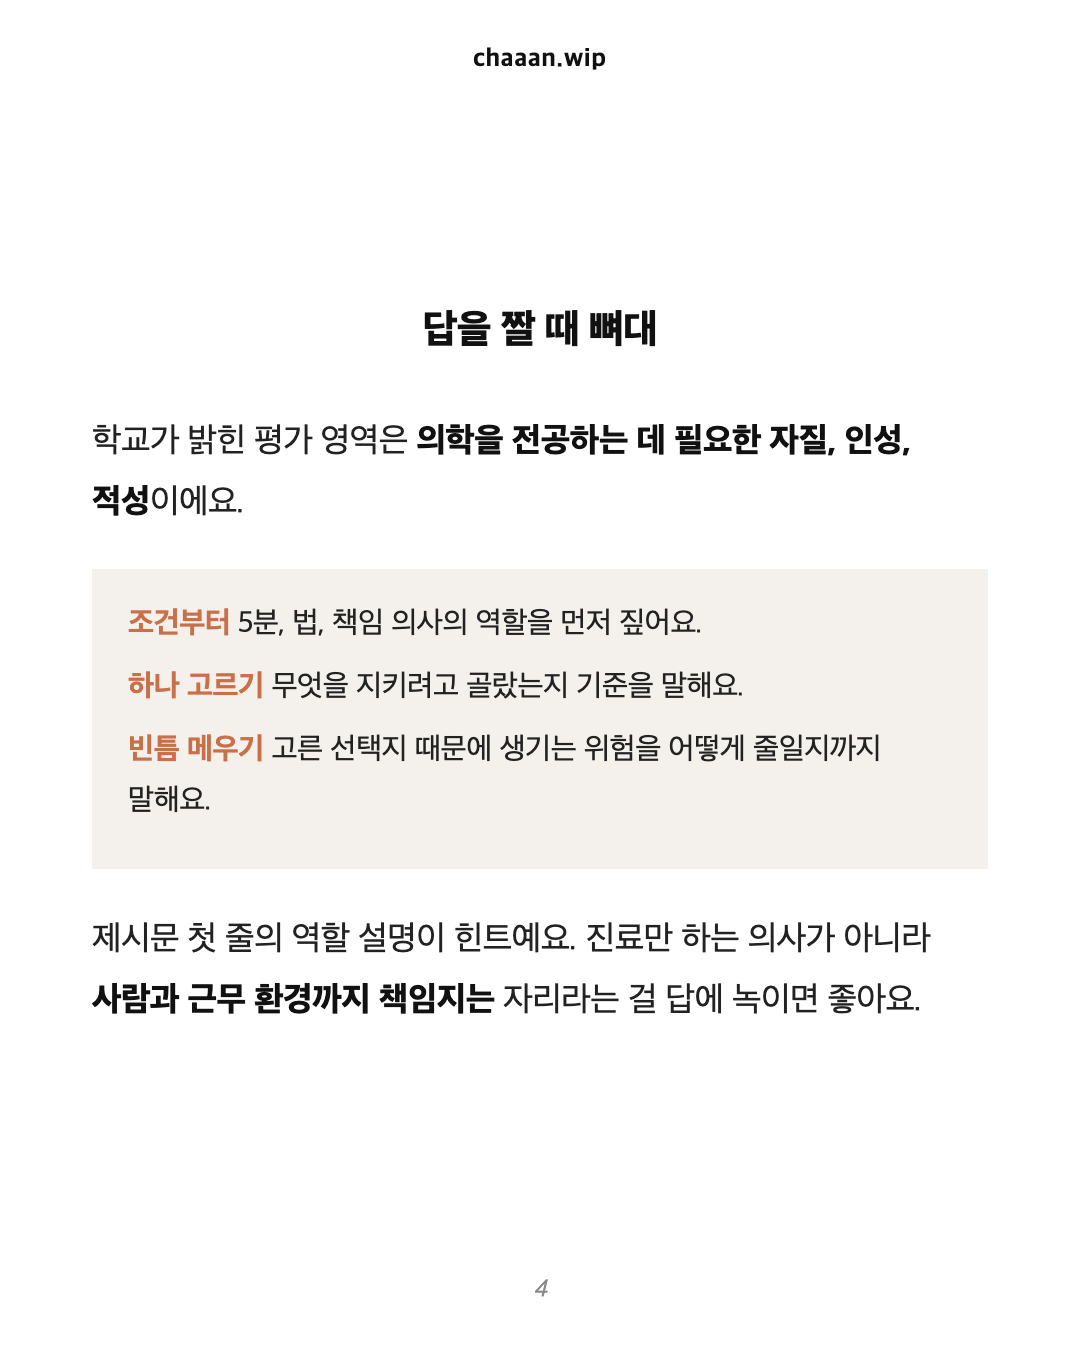 chaaan.wip
답을 짤 때 뼈대
학교가 밝힌 평가 영역은 의학을 전공하는 데 필요한 자질, 인성,
적성이에요.
조건부터 5분, 법, 책임 의사의 역할을 먼저 짚어요.
하나 고르기 무엇을 지키려고 골랐는지 기준을 말해요.
빈틈 메우기 고른 선택지 때문에 생기는 위험을 어떻게 줄일지까지
말해요.
제시문 첫 줄의 역할 설명이 힌트예요. 진료만 하는 의사가 아니라
사람과 근무 환경까지 책임지는 자리라는 걸 답에 녹이면 좋아요.
4